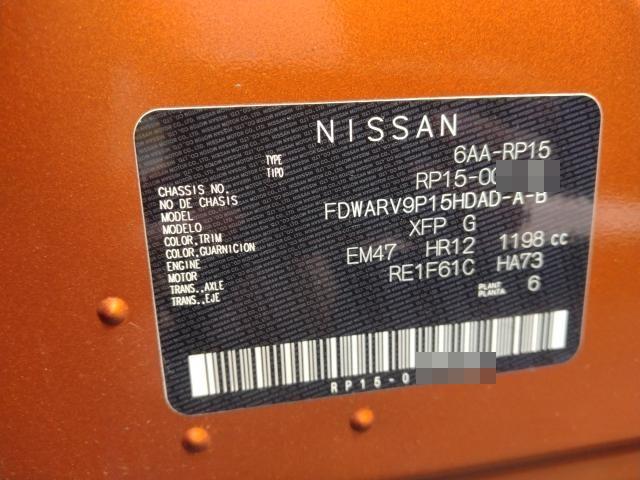 NISSAN
TYPE
TIPO
6AA-RP15
CHASSIS NO.
NO DE CHASIS
RP15-00
MODEL
MODELO
FDWARV9P15HDAD-A-B
COLOR,TRIM
COLOR,GUARNICION
XFP G
ENGINE
MOTOR
EM47 HR12 1198 cc
TRANS.,AXLE
TRANS.,EJE
RE1F61C HA73
PLANT
PLANTA
6
RP15-0